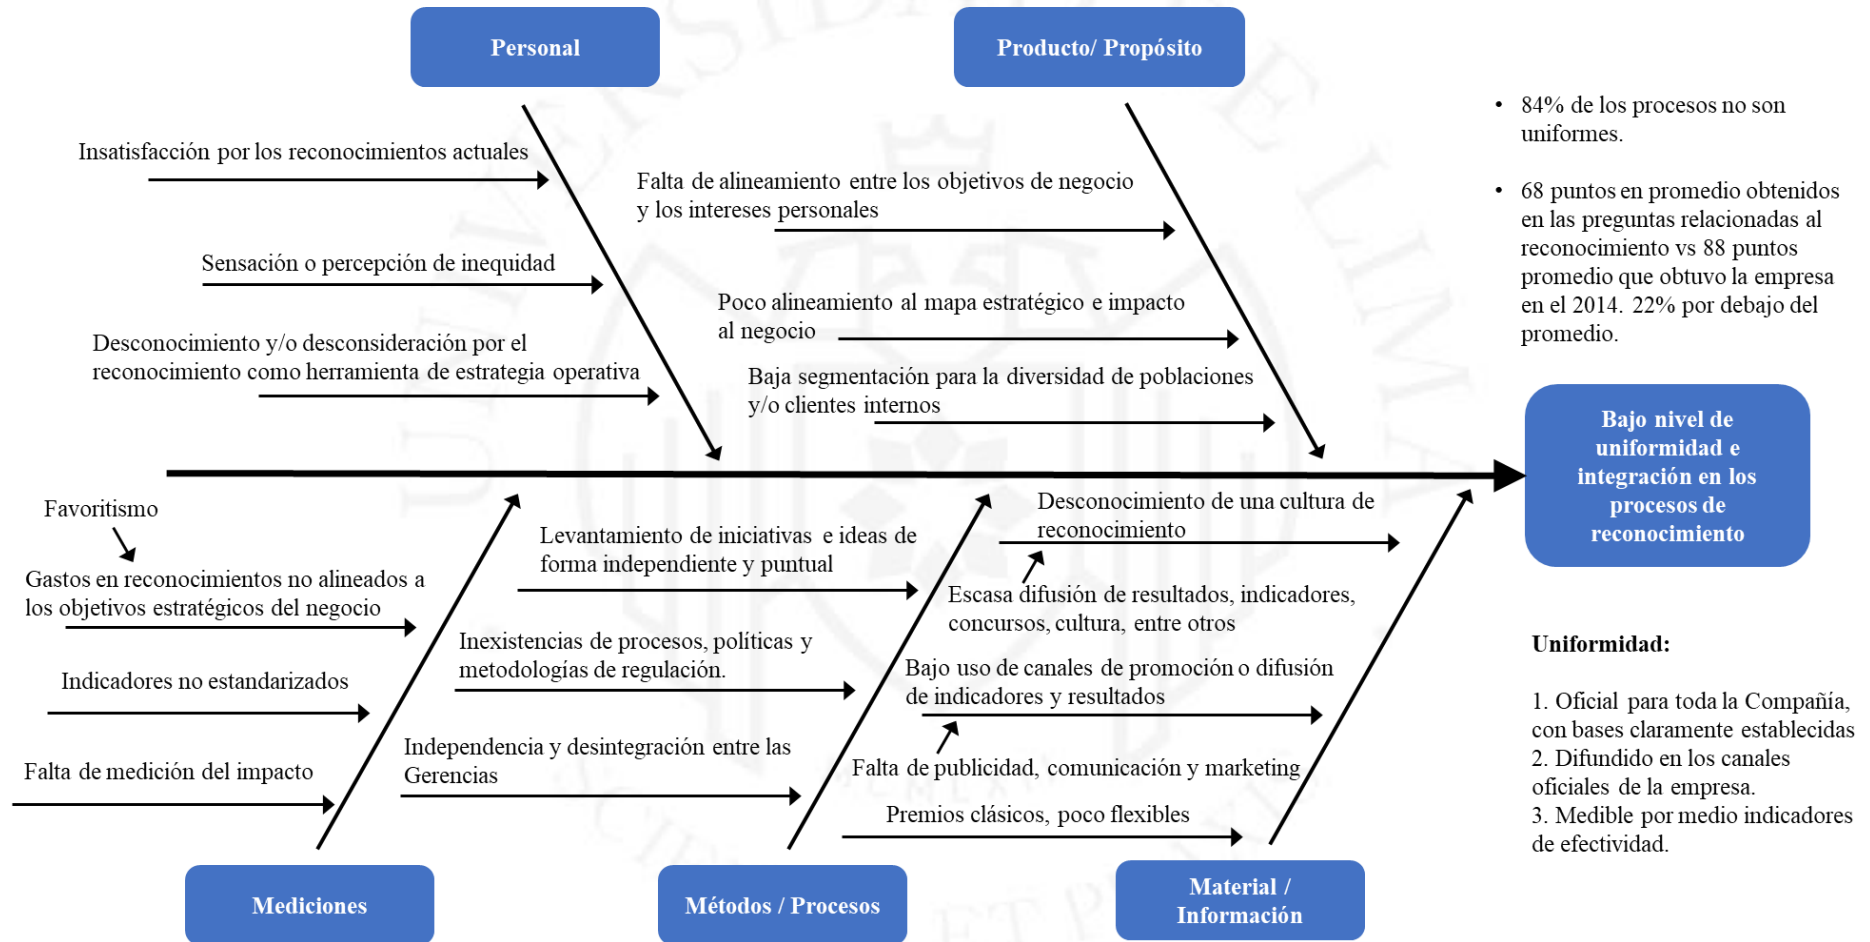 Personal
Producto/ Propósito
Insatisfacción por los reconocimientos actuales
Sensación o percepción de inequidad
Desconocimiento y/o desconsideración por el
reconocimiento como herramienta de estrategia operativa
Falta de alineamiento entre los objetivos de negocio
y los intereses personales
Poco alineamiento al mapa estratégico e impacto
al negocio
Baja segmentación para la diversidad de poblaciones
y/o clientes internos
• 84% de los procesos no son
uniformes.
• 68 puntos en promedio obtenidos
en las preguntas relacionadas al
reconocimiento vs 88 puntos
promedio que obtuvo la empresa
en el 2014. 22% por debajo del
promedio.
Bajo nivel de
uniformidad e
integración en los
procesos de
reconocimiento
Favoritismo
Gastos en reconocimientos no alineados a
los objetivos estratégicos del negocio
Indicadores no estandarizados
Falta de medición del impacto
Levantamiento de iniciativas e ideas de
forma independiente y puntual
Inexistencias de procesos, políticas y
metodologías de regulación.
Independencia y desintegración entre las
Gerencias
Desconocimiento de una cultura de
reconocimiento
Escasa difusión de resultados, indicadores,
concursos, cultura, entre otros
Bajo uso de canales de promoción o difusión
de indicadores y resultados
Falta de publicidad, comunicación y marketing
Premios clásicos, poco flexibles
Uniformidad:
1. Oficial para toda la Compañía,
con bases claramente establecidas
2. Difundido en los canales
oficiales de la empresa.
3. Medible por medio indicadores
de efectividad.
Mediciones
Métodos / Procesos
Material /
Información
UNIVERSIDAD DE LIMA